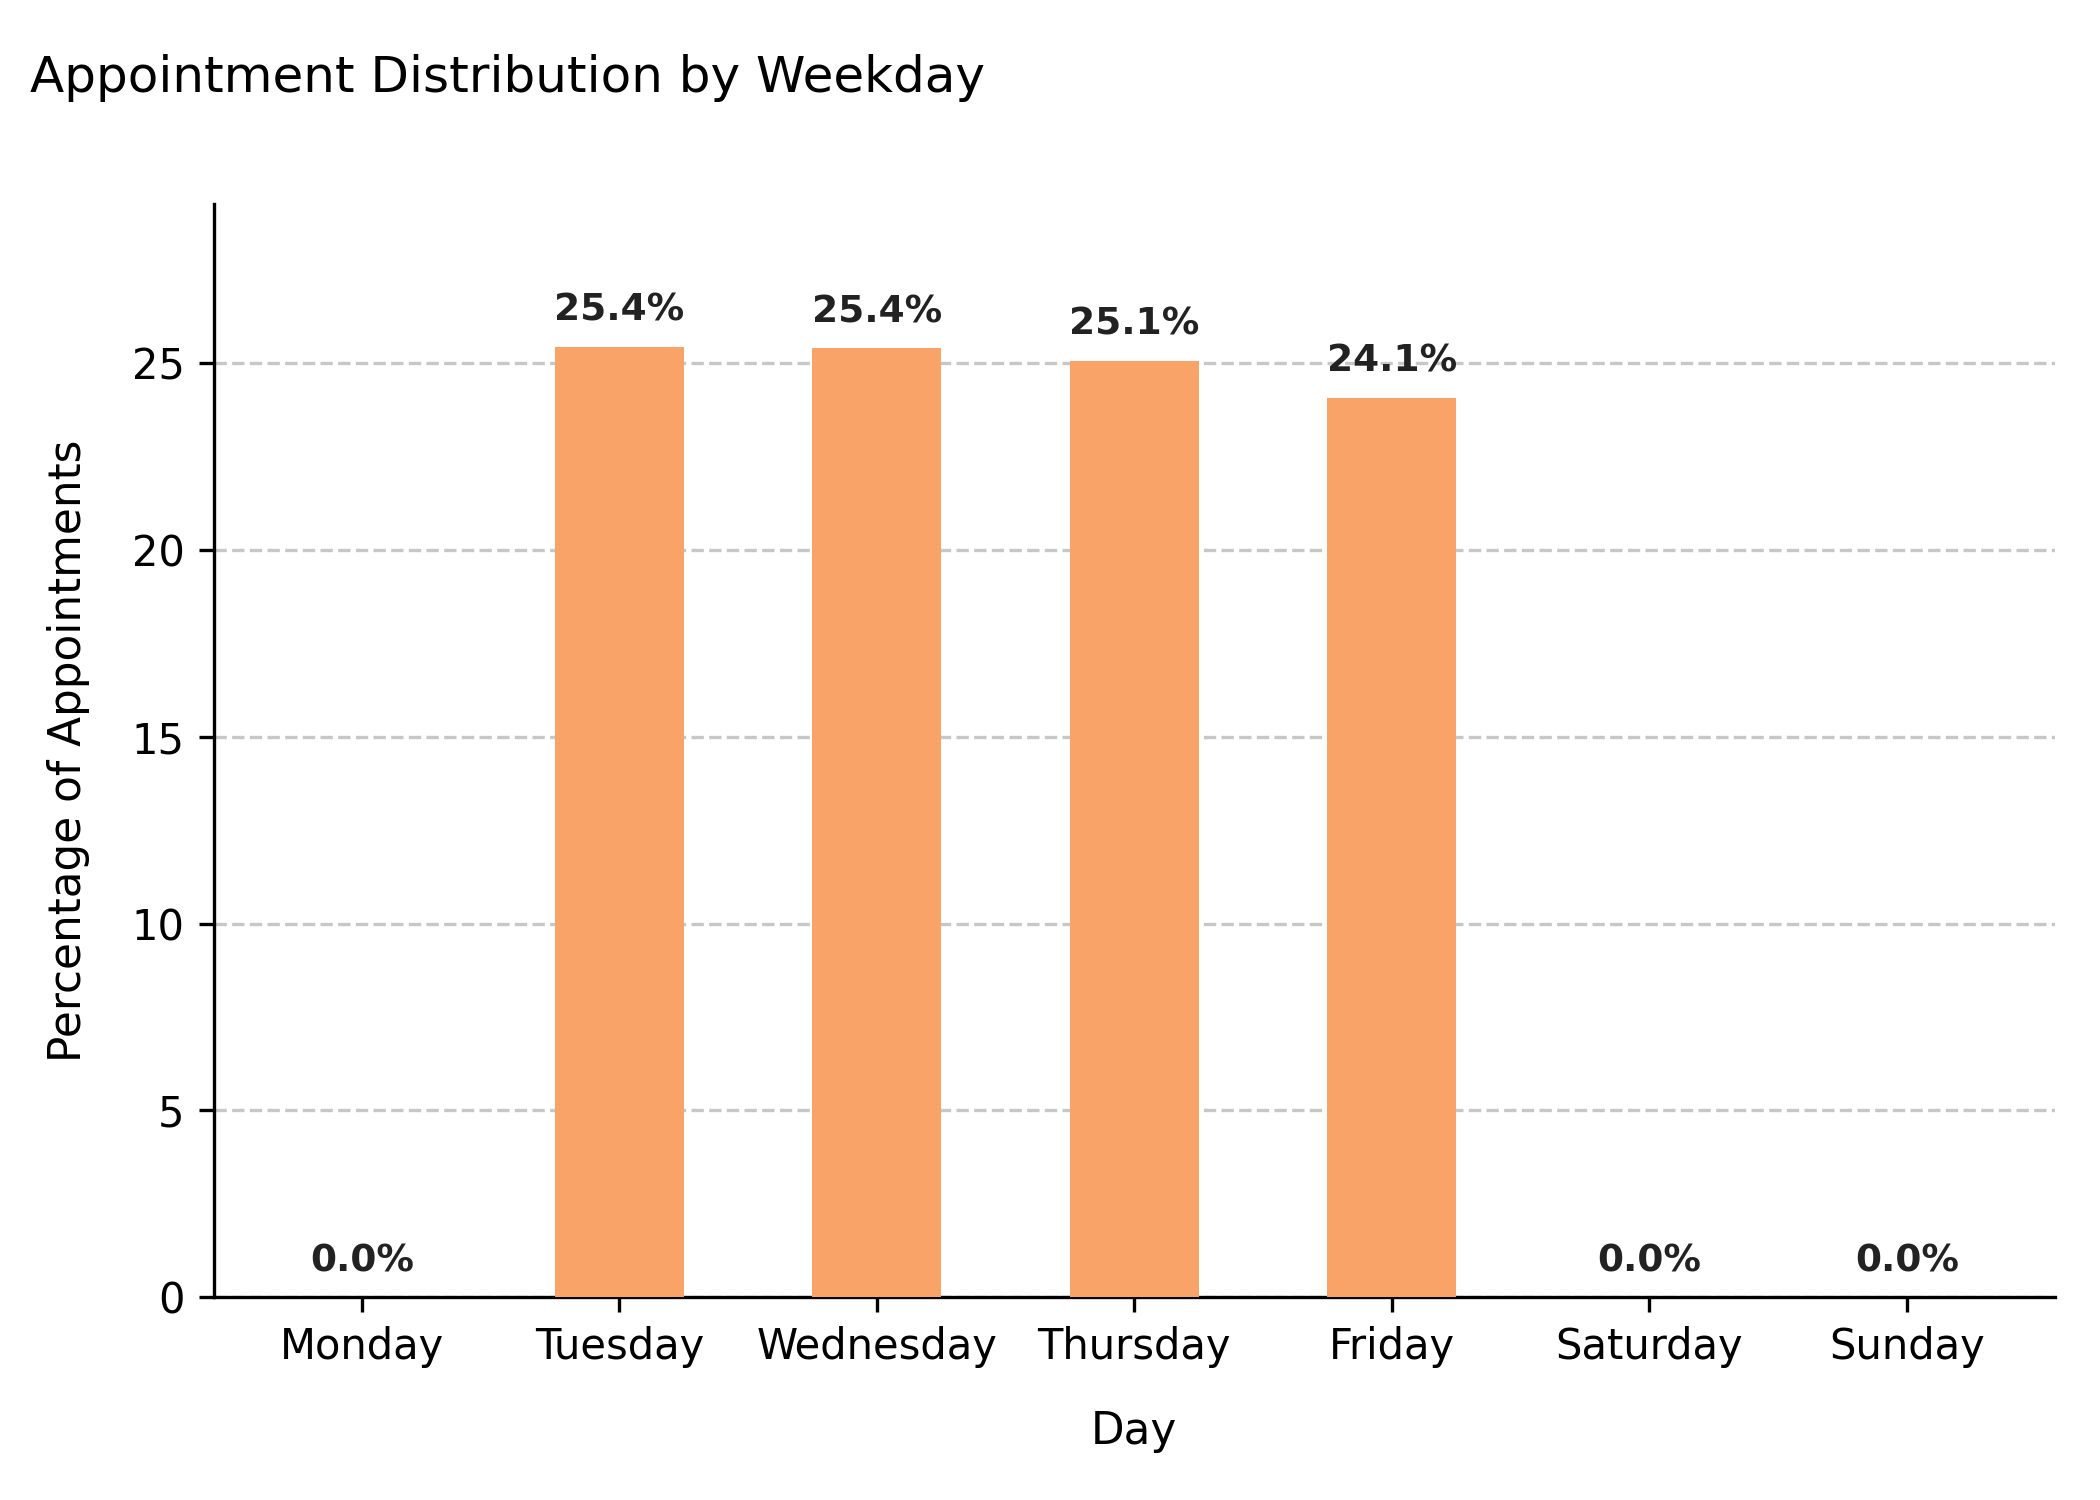 Appointment Distribution by Weekday
Percentage of Appointments
25
20
15
10
5
0
0.0%
25.4%
25.4%
25.1%
24.1%
0.0%
0.0%
Monday
Tuesday
Wednesday
Thursday
Friday
Saturday
Sunday
Day